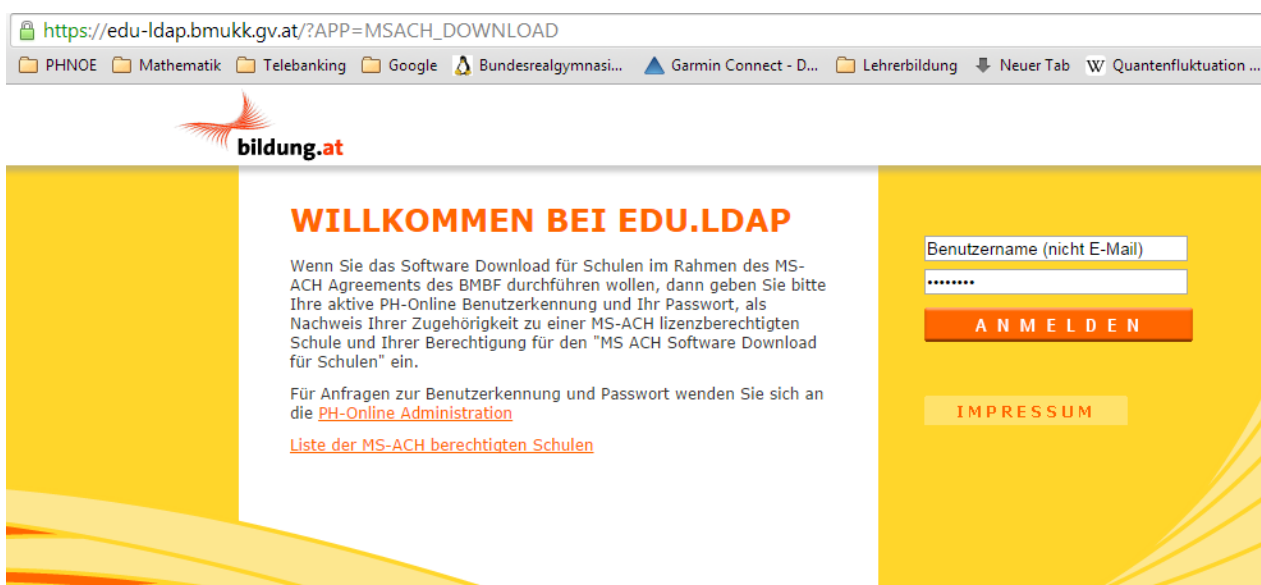 https://edu-ldap.bmukk.gv.at/?APP=MSACH_DOWNLOAD
PHNOE Mathematik Telebanking Google Bundesrealgymnasi... Garmin Connect - D... Lehrerbildung Neuer Tab W Quantenfluktuation ...
bildung.at
WILLKOMMEN BEI EDU.LDAP
Wenn Sie das Software Download für Schulen im Rahmen des MS-
ACH Agreements des BMBF durchführen wollen, dann geben Sie bitte
Ihre aktive PH-Online Benutzerkennung und Ihr Passwort, als
Nachweis Ihrer Zugehörigkeit zu einer MS-ACH lizenzberechtigten
Schule und Ihrer Berechtigung für den "MS ACH Software Download
für Schulen" ein.
Für Anfragen zur Benutzerkennung und Passwort wenden Sie sich an
die PH-Online Administration
Liste der MS-ACH berechtigten Schulen
Benutzername (nicht E-Mail)
••••••••
ANMELDEN
IMPRESSUM